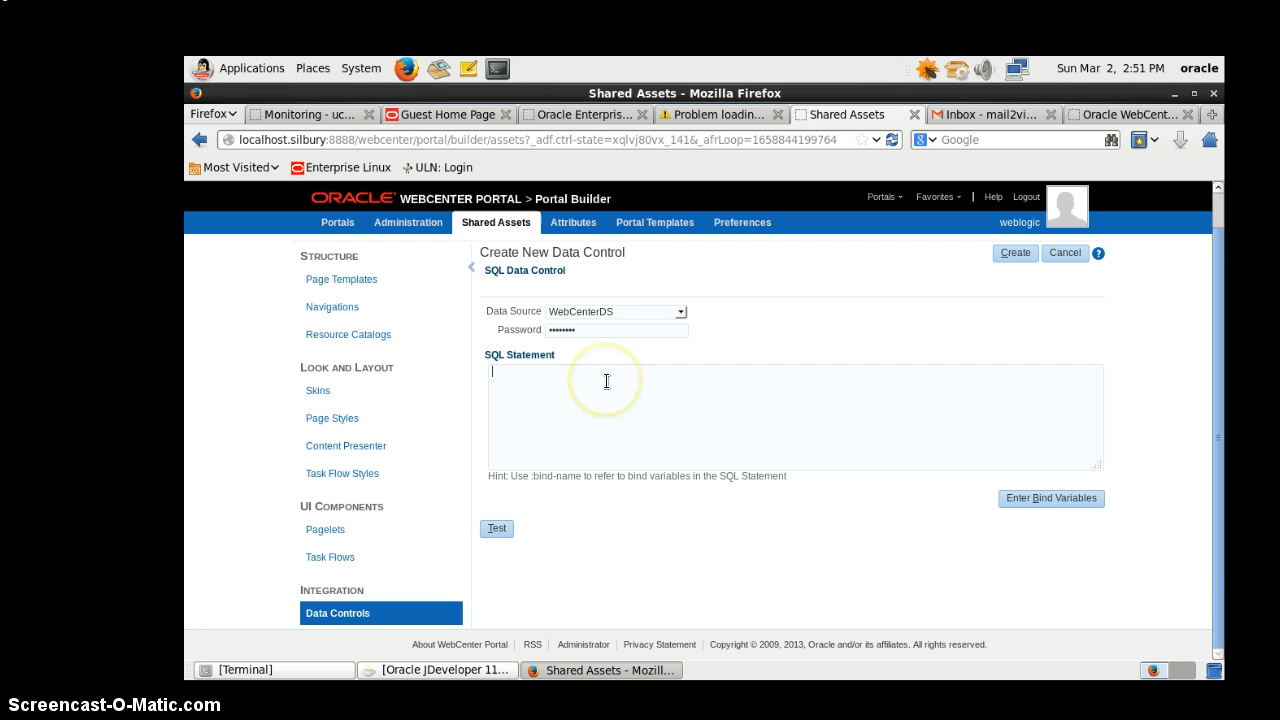 Applications Places System Sun Mar 2, 2:51 PM oracle
Shared Assets - Mozilla Firefox
Firefox Monitoring - uc... Guest Home Page Oracle Enterpris... Problem loadin... Shared Assets Gmail Inbox - mail2vi... Oracle WebCent...
localhost.silbury:8888/webcenter/portal/builder/assets?_adf.ctrl-state=xqlvj80vx_141&_afrLoop=1658844199764 Google
Most Visited Enterprise Linux ULN: Login
ORACLE WEBCENTER PORTAL > Portal Builder Portals Favorites Help Logout
Portals Administration Shared Assets Attributes Portal Templates Preferences weblogic
STRUCTURE
Page Templates
Navigations
Resource Catalogs
LOOK AND LAYOUT
Skins
Page Styles
Content Presenter
Task Flow Styles
UI COMPONENTS
Pagelets
Task Flows
INTEGRATION
Data Controls
Create New Data Control Create Cancel ?
SQL Data Control
Data Source WebCenterDS
Password ••••••••
SQL Statement
Hint: Use :bind-name to refer to bind variables in the SQL Statement
Enter Bind Variables
Test
About WebCenter Portal RSS Administrator Privacy Statement Copyright © 2009, 2013, Oracle and/or its affiliates. All rights reserved.
[Terminal] [Oracle JDeveloper 11... Shared Assets - Mozill...
Screencast-O-Matic.com